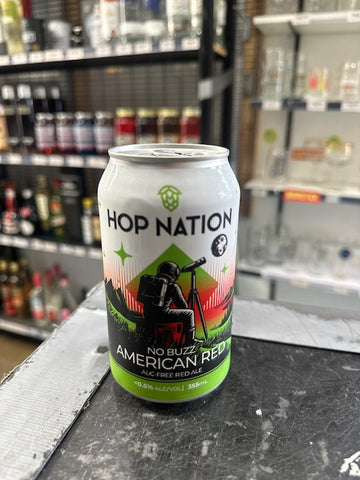 HOP NATION
NO BUZZ
AMERICAN RED
ALC-FREE RED ALE
<0.5% ALC/VOL | 355mL